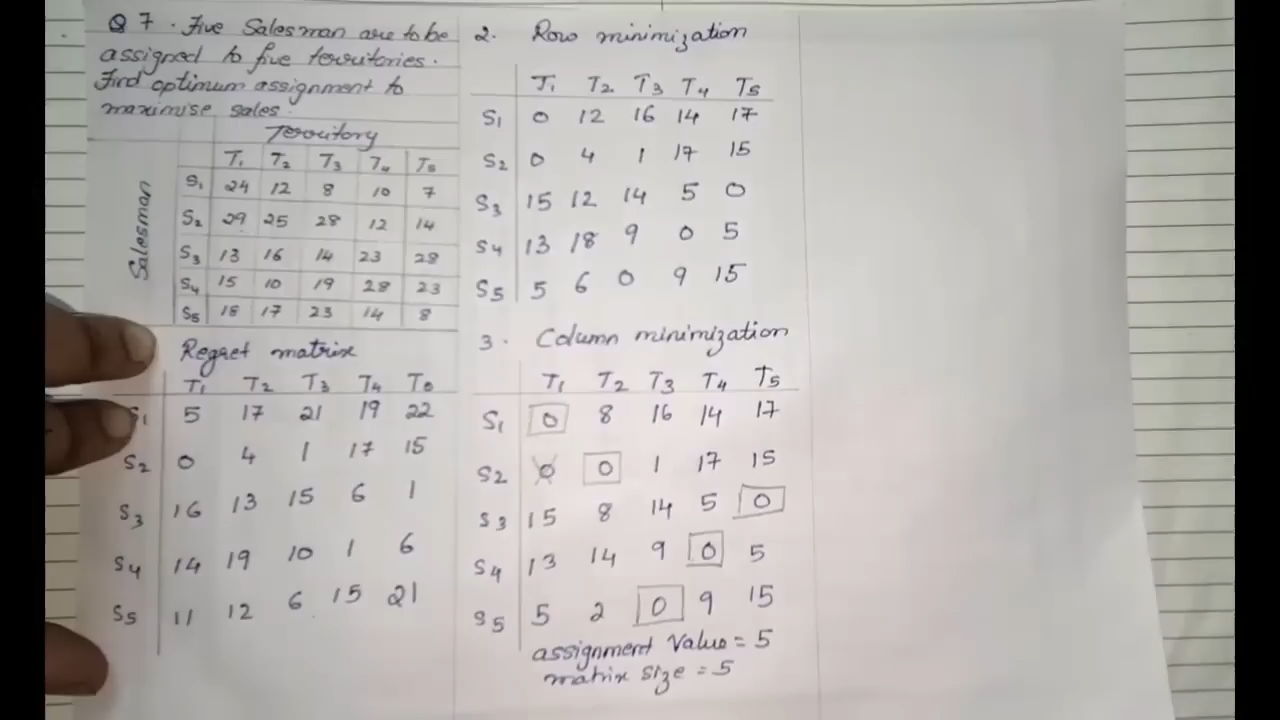 Q 7. Five Salesman are to be
assigned to five territories.
Find optimum assignment to
maximise sales.
Territory
Salesman
T1 T2 T3 T4 T5
S1 24 12 8 10 7
S2 29 25 28 12 14
S3 13 16 14 23 28
S4 15 10 19 28 23
S5 18 17 23 14 8
Regret matrix
T1 T2 T3 T4 T5
S1 5 17 21 19 22
S2 0 4 1 17 15
S3 16 13 15 6 1
S4 14 19 10 1 6
S5 11 12 6 15 21
2. Row minimization
T1 T2 T3 T4 T5
S1 0 12 16 14 17
S2 0 4 1 17 15
S3 15 12 14 5 0
S4 13 18 9 0 5
S5 5 6 0 9 15
3. Column minimization
T1 T2 T3 T4 T5
S1 0 8 16 14 17
S2 0 0 1 17 15
S3 15 8 14 5 0
S4 13 14 9 0 5
S5 5 2 0 9 15
assignment value = 5
matrix size = 5